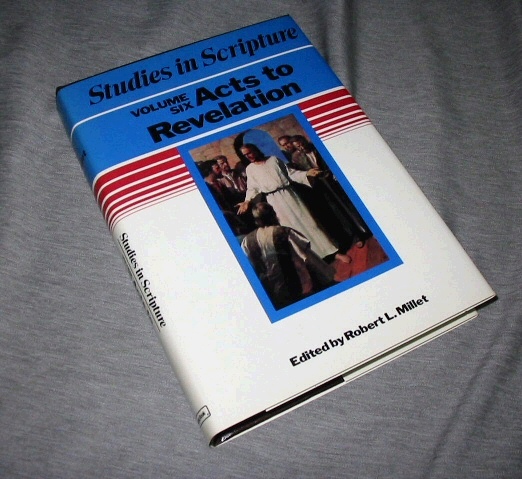 Studies in Scripture
VOLUME SIX Acts to
Revelation
Edited by Robert L. Millet
Studies in Scripture